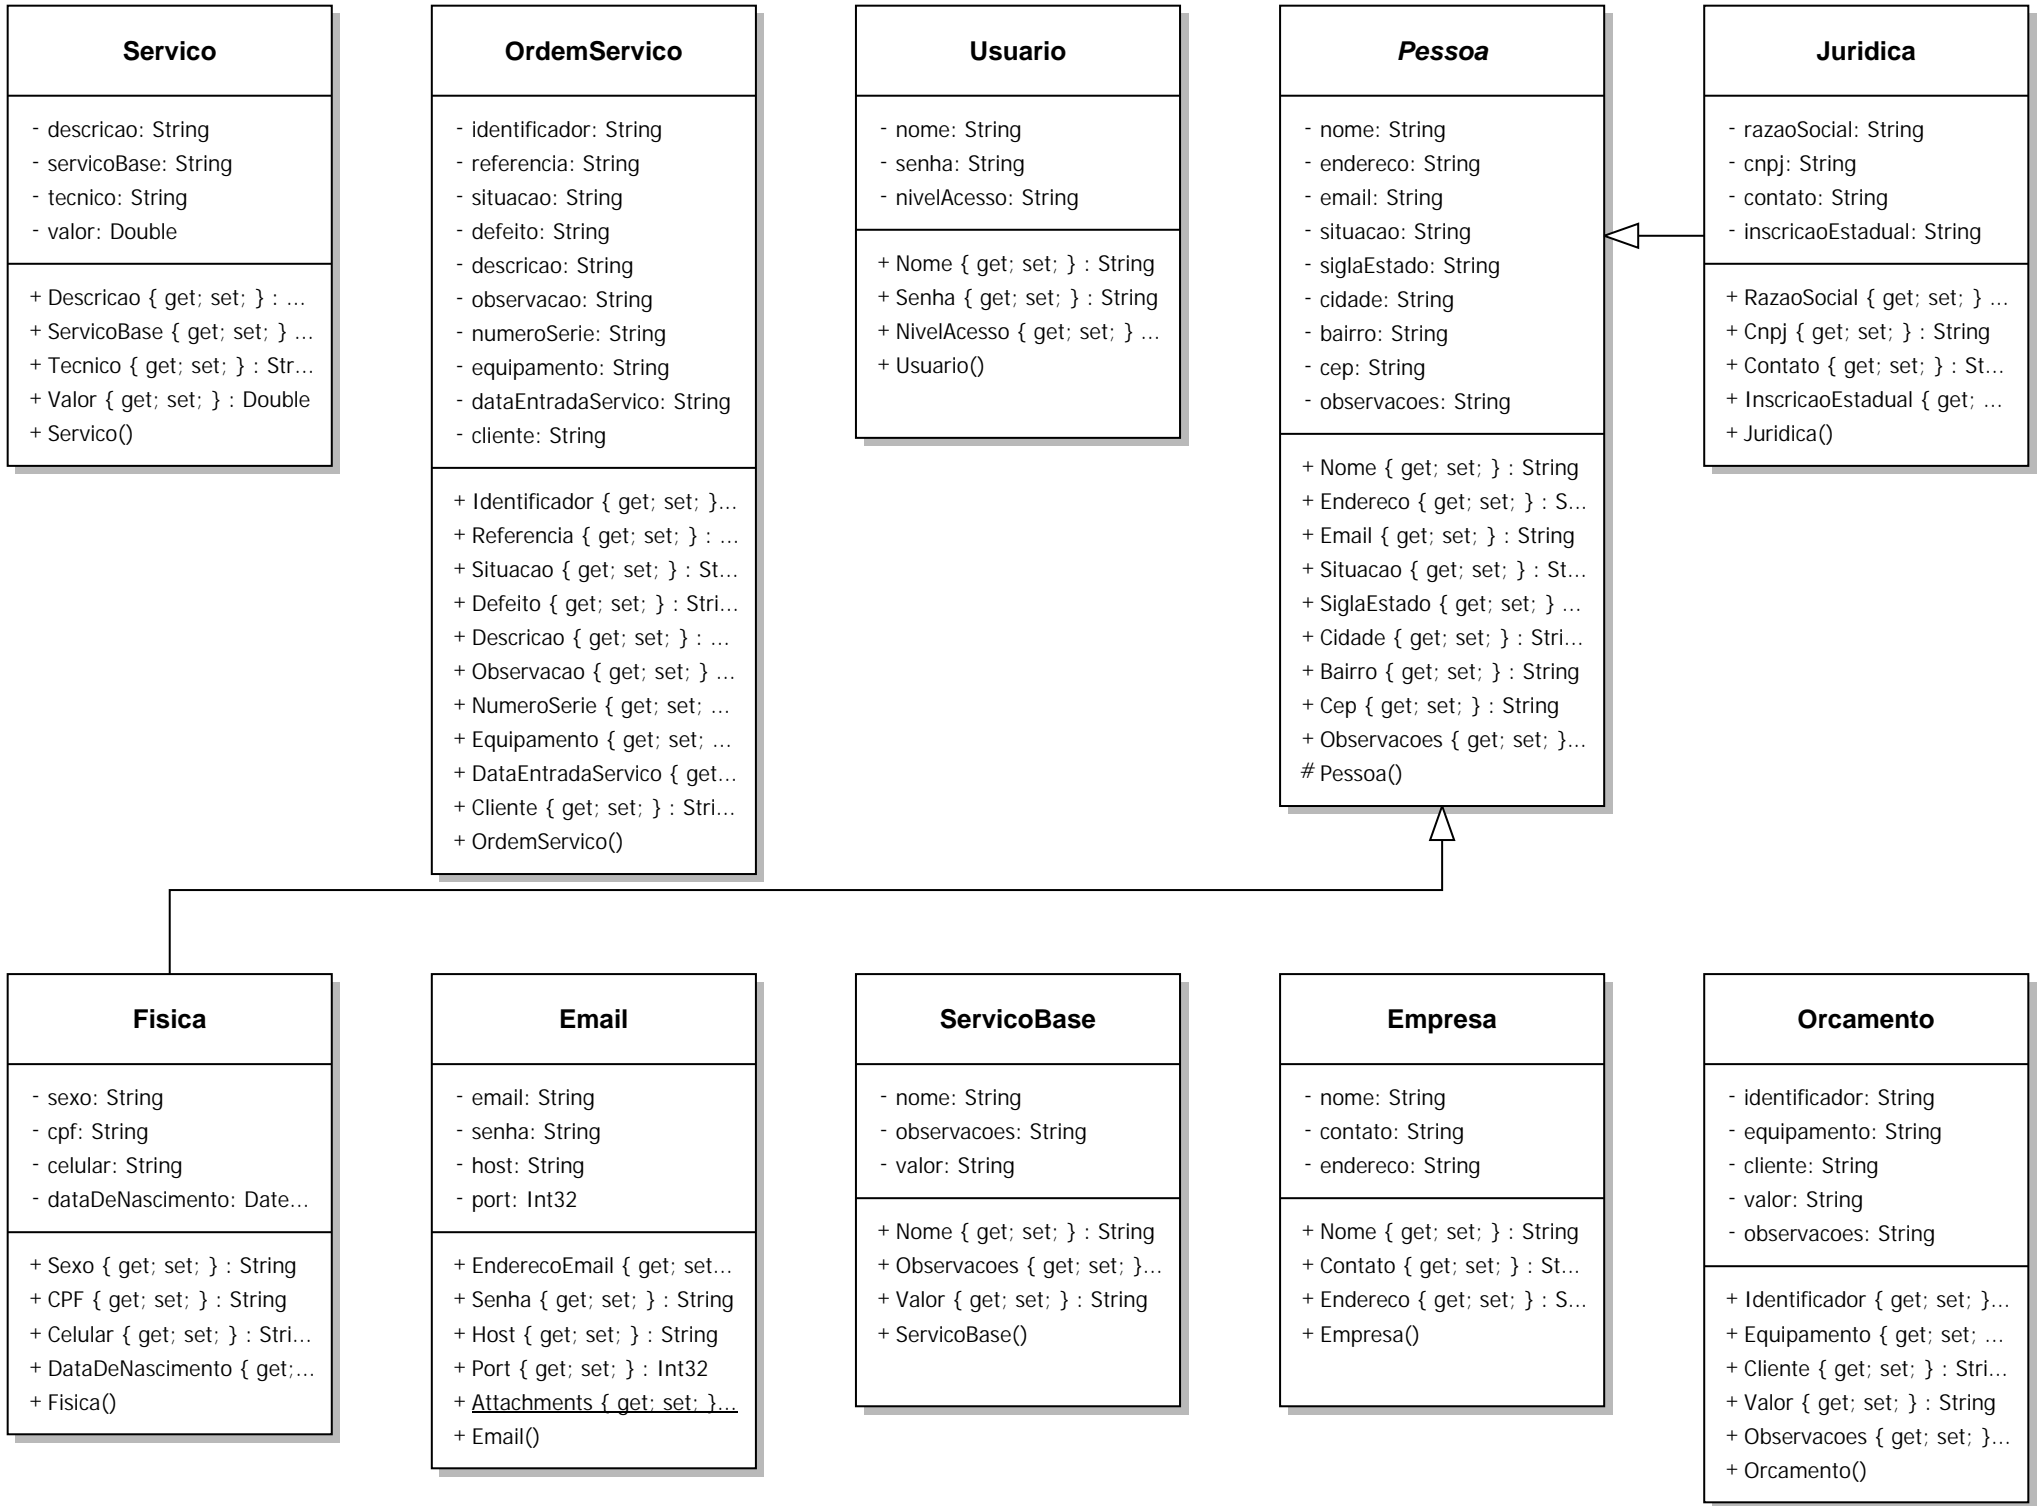 Servico
- descricao: String
- servicoBase: String
- tecnico: String
- valor: Double
+ Descricao { get; set; } : ...
+ ServicoBase { get; set; } ...
+ Tecnico { get; set; } : Str...
+ Valor { get; set; } : Double
+ Servico()
OrdemServico
- identificador: String
- referencia: String
- situacao: String
- defeito: String
- descricao: String
- observacao: String
- numeroSerie: String
- equipamento: String
- dataEntradaServico: String
- cliente: String
+ Identificador { get; set; }...
+ Referencia { get; set; } : ...
+ Situacao { get; set; } : St...
+ Defeito { get; set; } : Stri...
+ Descricao { get; set; } : ...
+ Observacao { get; set; } ...
+ NumeroSerie { get; set; ...
+ Equipamento { get; set; ...
+ DataEntradaServico { get...
+ Cliente { get; set; } : Stri...
+ OrdemServico()
Usuario
- nome: String
- senha: String
- nivelAcesso: String
+ Nome { get; set; } : String
+ Senha { get; set; } : String
+ NivelAcesso { get; set; } ...
+ Usuario()
Pessoa
- nome: String
- endereco: String
- email: String
- situacao: String
- siglaEstado: String
- cidade: String
- bairro: String
- cep: String
- observacoes: String
+ Nome { get; set; } : String
+ Endereco { get; set; } : S...
+ Email { get; set; } : String
+ Situacao { get; set; } : St...
+ SiglaEstado { get; set; } ...
+ Cidade { get; set; } : Stri...
+ Bairro { get; set; } : String
+ Cep { get; set; } : String
+ Observacoes { get; set; }...
# Pessoa()
Juridica
- razaoSocial: String
- cnpj: String
- contato: String
- inscricaoEstadual: String
+ RazaoSocial { get; set; } ...
+ Cnpj { get; set; } : String
+ Contato { get; set; } : St...
+ InscricaoEstadual { get; ...
+ Juridica()
Fisica
- sexo: String
- cpf: String
- celular: String
- dataDeNascimento: Date...
+ Sexo { get; set; } : String
+ CPF { get; set; } : String
+ Celular { get; set; } : Stri...
+ DataDeNascimento { get;...
+ Fisica()
Email
- email: String
- senha: String
- host: String
- port: Int32
+ EnderecoEmail { get; set...
+ Senha { get; set; } : String
+ Host { get; set; } : String
+ Port { get; set; } : Int32
+ Attachments { get; set; }...
+ Email()
ServicoBase
- nome: String
- observacoes: String
- valor: String
+ Nome { get; set; } : String
+ Observacoes { get; set; }...
+ Valor { get; set; } : String
+ ServicoBase()
Empresa
- nome: String
- contato: String
- endereco: String
+ Nome { get; set; } : String
+ Contato { get; set; } : St...
+ Endereco { get; set; } : S...
+ Empresa()
Orcamento
- identificador: String
- equipamento: String
- cliente: String
- valor: String
- observacoes: String
+ Identificador { get; set; }...
+ Equipamento { get; set; ...
+ Cliente { get; set; } : Stri...
+ Valor { get; set; } : String
+ Observacoes { get; set; }...
+ Orcamento()